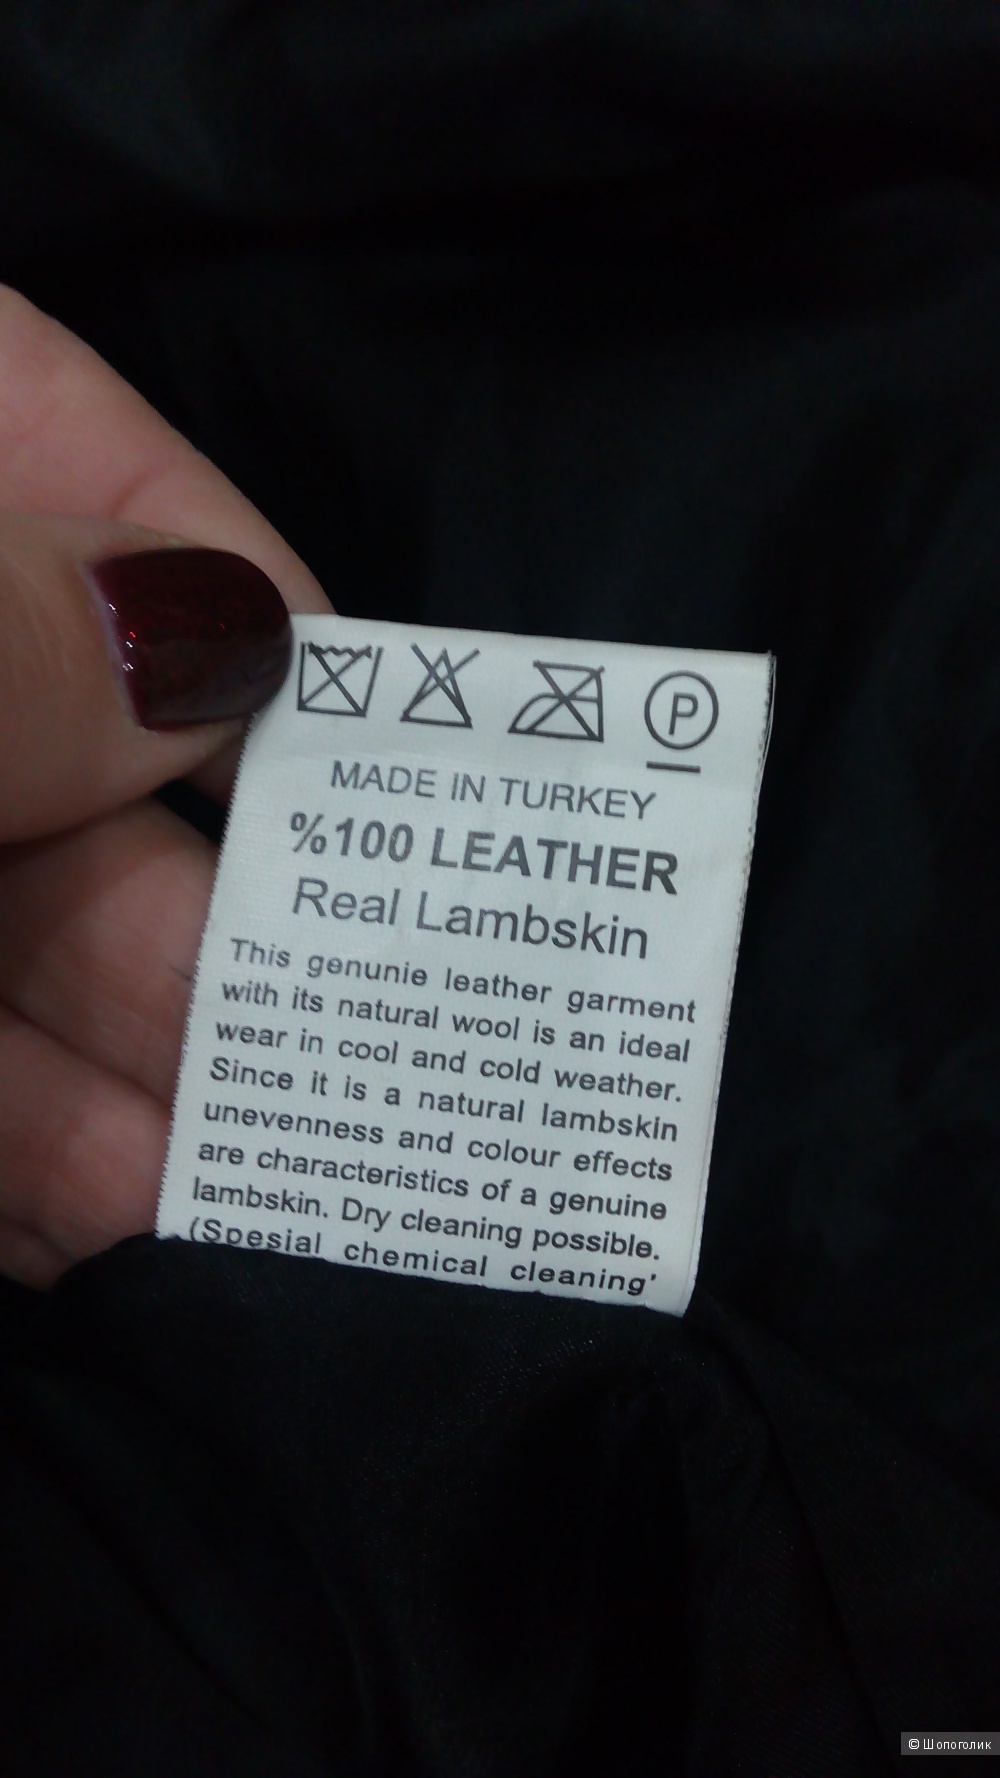 P
MADE IN TURKEY
%100 LEATHER
Real Lambskin
This genunie leather garment
with its natural wool is an ideal
wear in cool and cold weather.
Since it is a natural lambskin
unevenness and colour effects
are characteristics of a genuine
lambskin. Dry cleaning possible.
(Spesial chemical cleaning'
© Шопоголик